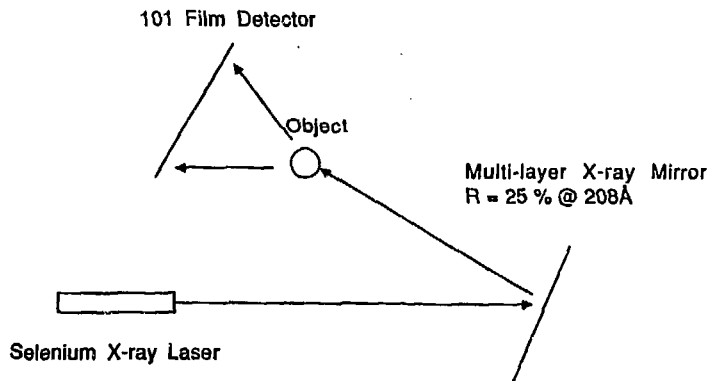 101 Film Detector
Object
Multi-layer X-ray Mirror
R = 25 % @ 208Å
Selenium X-ray Laser